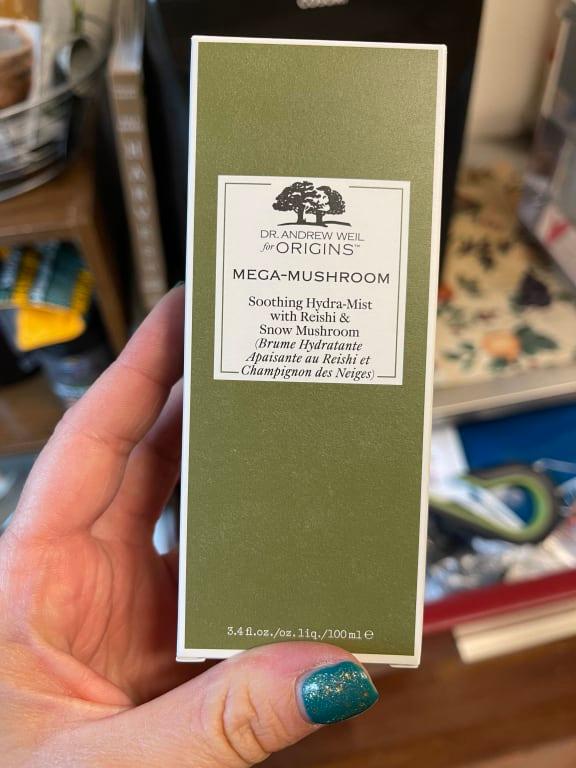 DR. ANDREW WEIL
for ORIGINS™
MEGA-MUSHROOM
Soothing Hydra-Mist
with Reishi &
Snow Mushroom
(Brume Hydratante
Apaisante au Reishi et
Champignon des Neiges)
3.4 fl.oz./oz.liq./100ml ℮